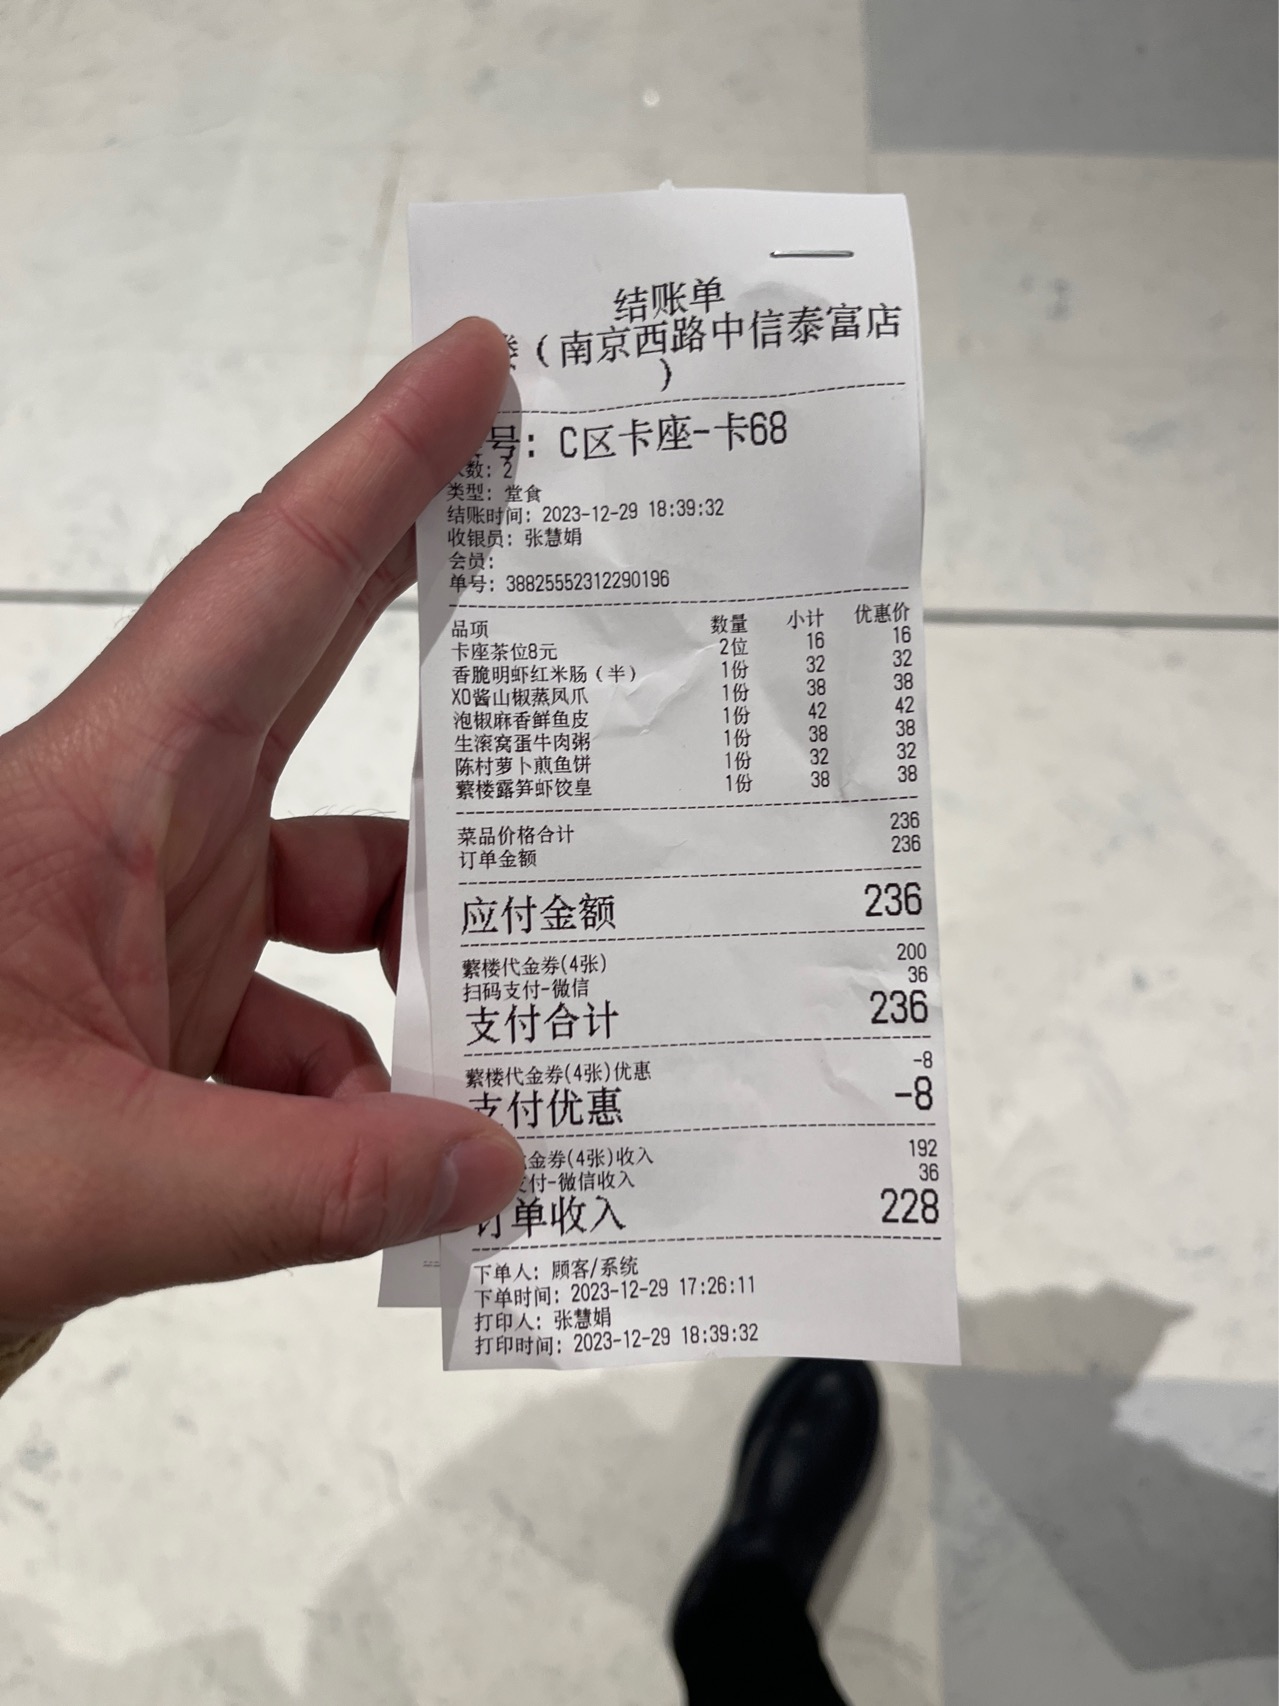 结账单
（南京西路中信泰富店
）
号: C区卡座-卡68
数: 2
类型: 堂食
结账时间: 2023-12-29 18:39:32
收银员: 张慧娟
会员:
单号: 38825552312290196
品项 数量 小计 优惠价
卡座茶位8元 2位 16 16
香脆明虾红米肠（半） 1份 32 32
XO酱山椒蒸凤爪 1份 38 38
泡椒麻香鲜鱼皮 1份 42 42
生滚窝蛋牛肉粥 1份 38 38
陈村萝卜煎鱼饼 1份 32 32
蘩楼露笋虾饺皇 1份 38 38
菜品价格合计 236
订单金额 236
应付金额 236
蘩楼代金券(4张) 200
扫码支付-微信 36
支付合计 236
蘩楼代金券(4张)优惠 -8
支付优惠 -8
金券(4张)收入 192
支付-微信收入 36
订单收入 228
下单人: 顾客/系统
下单时间: 2023-12-29 17:26:11
打印人: 张慧娟
打印时间: 2023-12-29 18:39:32